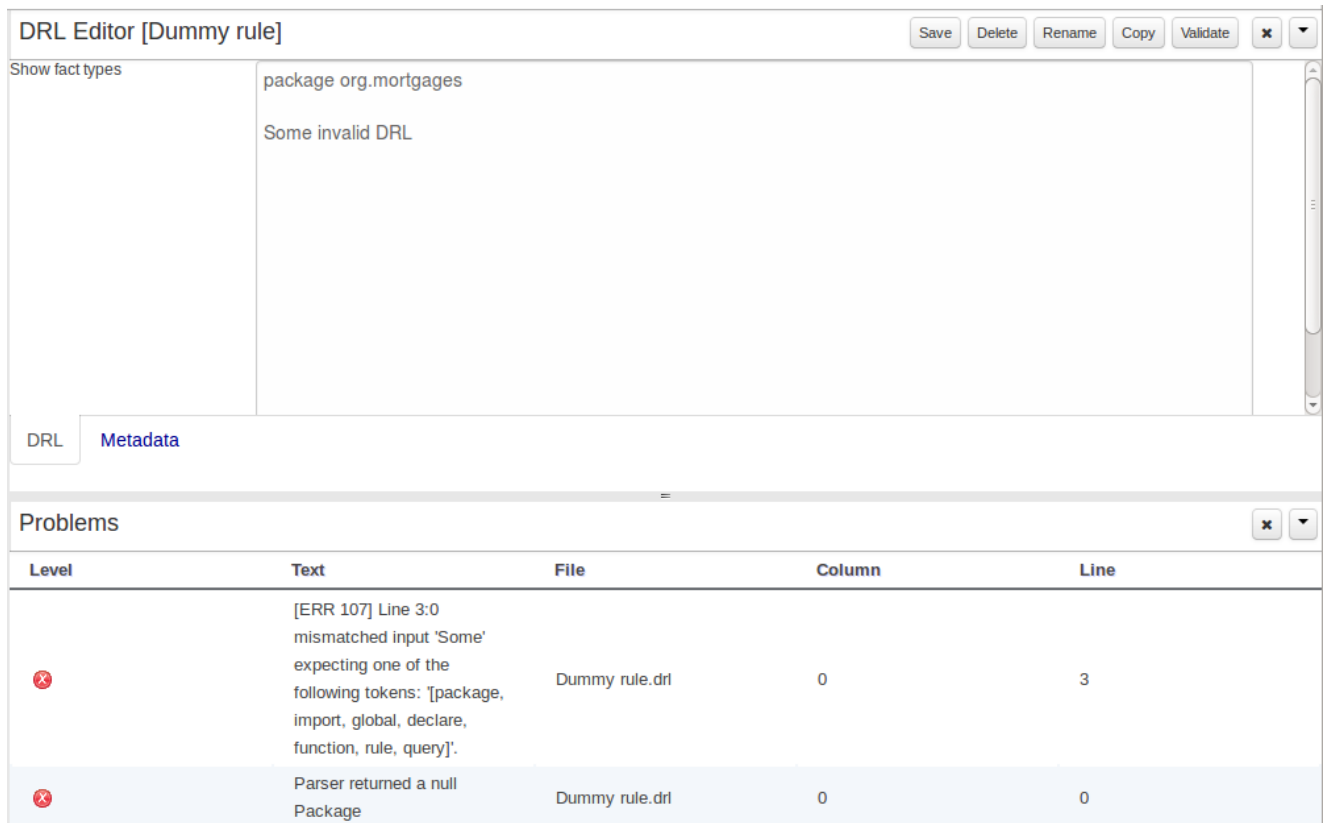 DRL Editor [Dummy rule]
Save Delete Rename Copy Validate
Show fact types
package org.mortgages
Some invalid DRL
DRL Metadata
Problems
Level Text File Column Line
[ERR 107] Line 3:0
mismatched input 'Some'
expecting one of the
following tokens: '[package,
import, global, declare,
function, rule, query]'.
Dummy rule.drl 0 3
Parser returned a null
Package
Dummy rule.drl 0 0